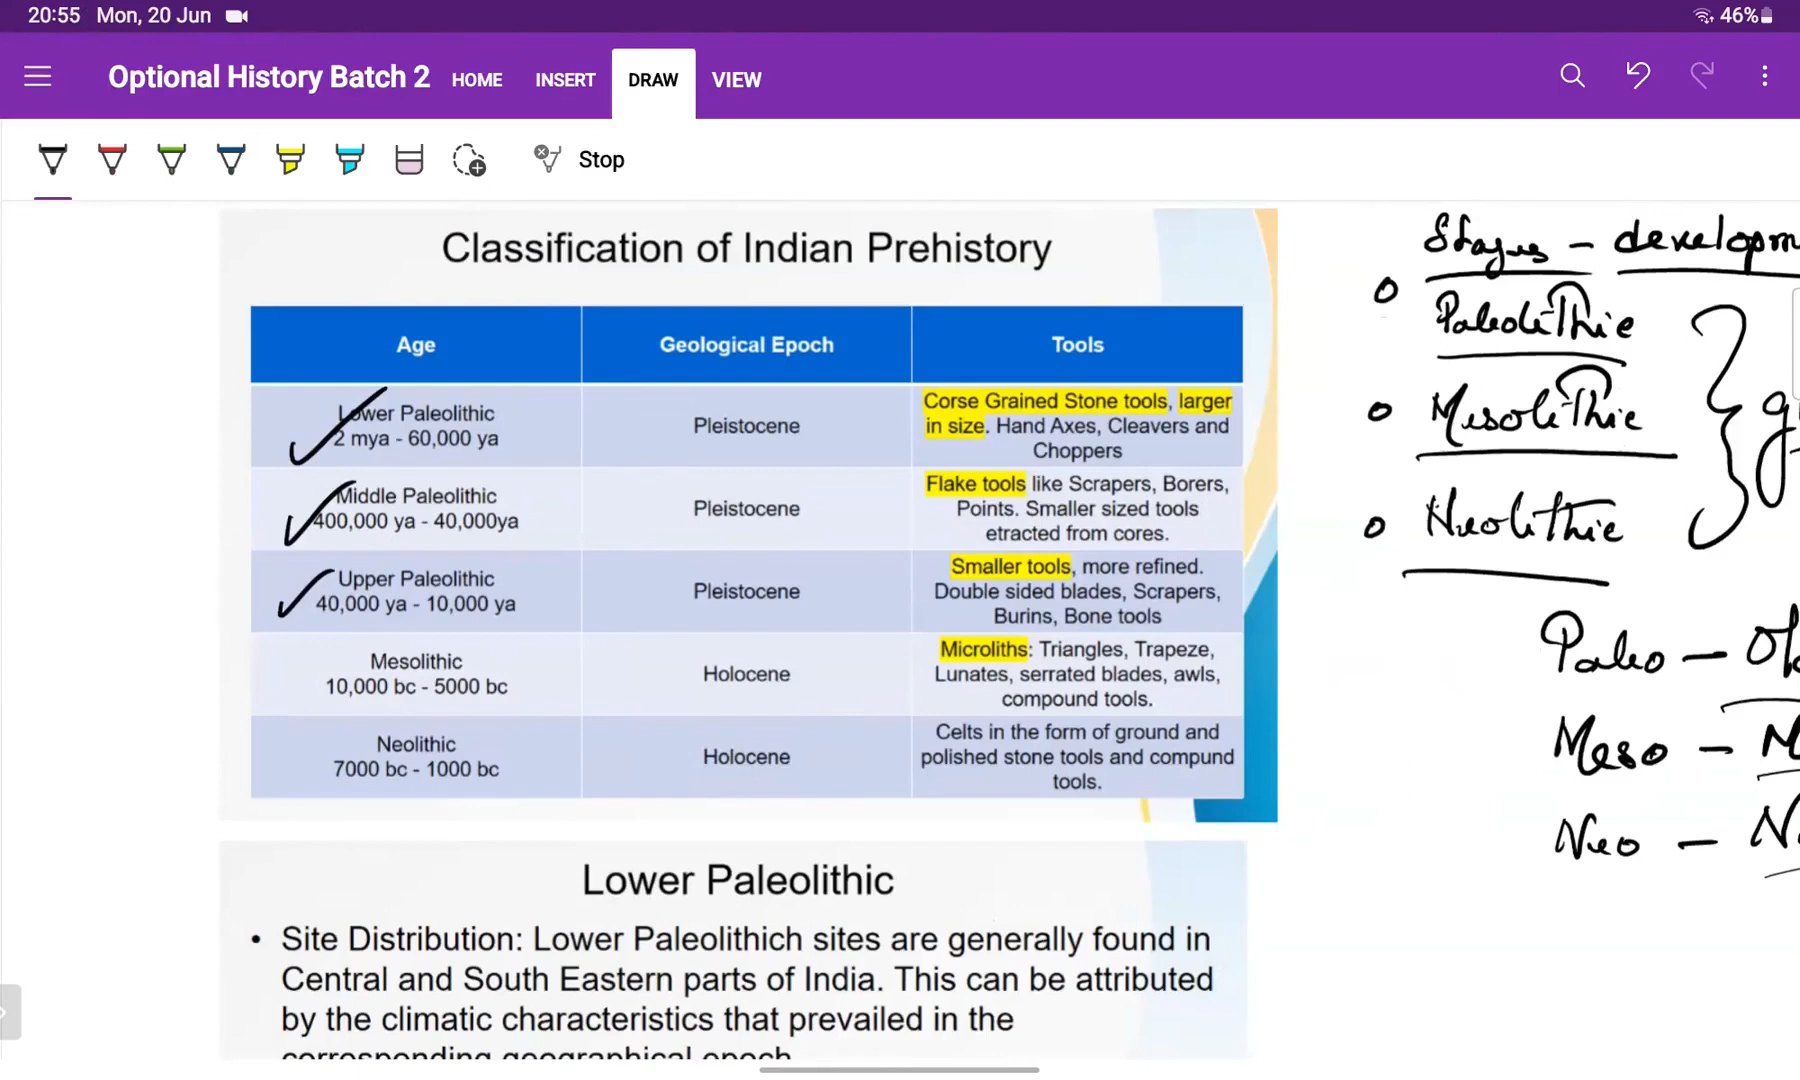 20:55 Mon, 20 Jun 46%
Optional History Batch 2 HOME INSERT DRAW VIEW
Stop
Classification of Indian Prehistory
Age Geological Epoch Tools
Lower Paleolithic
2 mya - 60,000 ya
Pleistocene
Corse Grained Stone tools, larger
in size. Hand Axes, Cleavers and
Choppers
Middle Paleolithic
400,000 ya - 40,000ya
Pleistocene
Flake tools like Scrapers, Borers,
Points. Smaller sized tools
etracted from cores.
Upper Paleolithic
40,000 ya - 10,000 ya
Pleistocene
Smaller tools, more refined.
Double sided blades, Scrapers,
Burins, Bone tools
Mesolithic
10,000 bc - 5000 bc
Holocene
Microliths: Triangles, Trapeze,
Lunates, serrated blades, awls,
compound tools.
Neolithic
7000 bc - 1000 bc
Holocene
Celts in the form of ground and
polished stone tools and compund
tools.
Lower Paleolithic
• Site Distribution: Lower Paleolithich sites are generally found in
Central and South Eastern parts of India. This can be attributed
by the climatic characteristics that prevailed in the
corresponding geographical epoch
Stages - developm
Paleolithic
Mesolithic
Neolithic
Paleo -
Meso -
Neo -